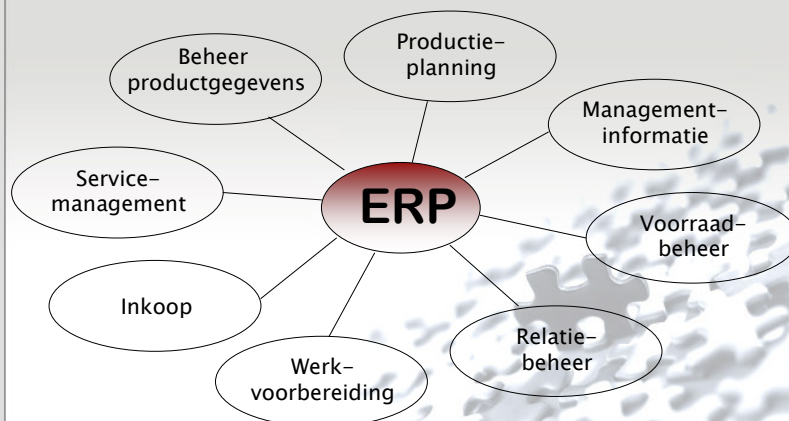 Productie-
planning
Beheer
productgegevens
Management-
informatie
Service-
management
ERP
Voorraad-
beheer
Inkoop
Relatie-
beheer
Werk-
voorbereiding